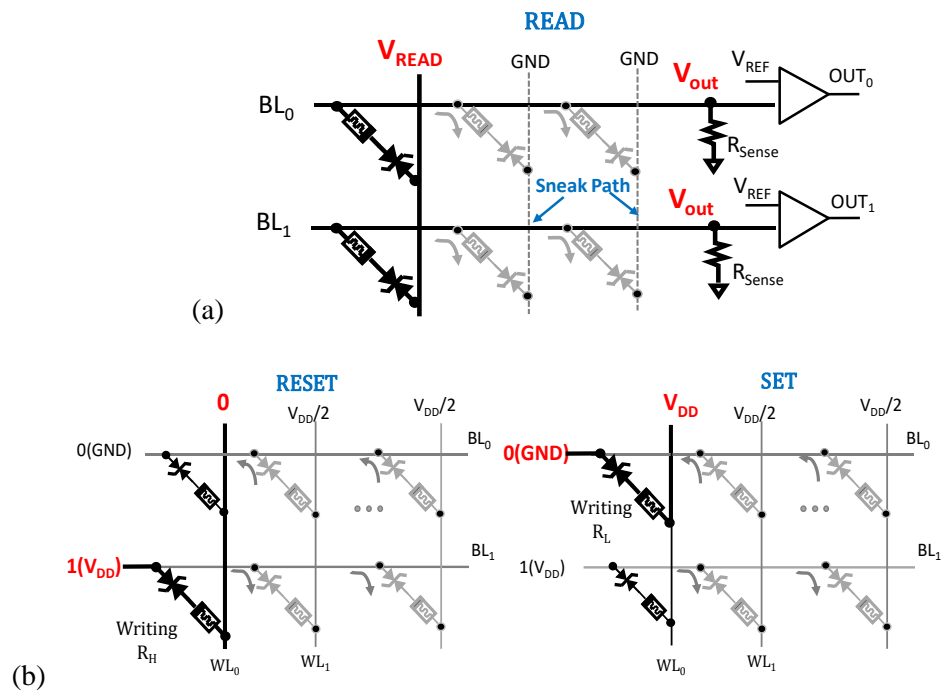 READ
V_READ
GND
GND
V_out
V_REF
OUT_0
BL_0
R_Sense
Sneak Path
V_out
V_REF
OUT_1
BL_1
R_Sense
(a)
RESET
0
V_DD/2
V_DD/2
0(GND)
BL_0
1(V_DD)
BL_1
Writing
R_H
WL_0
WL_1
SET
V_DD
V_DD/2
V_DD/2
0(GND)
BL_0
Writing
R_L
1(V_DD)
BL_1
WL_0
WL_1
(b)